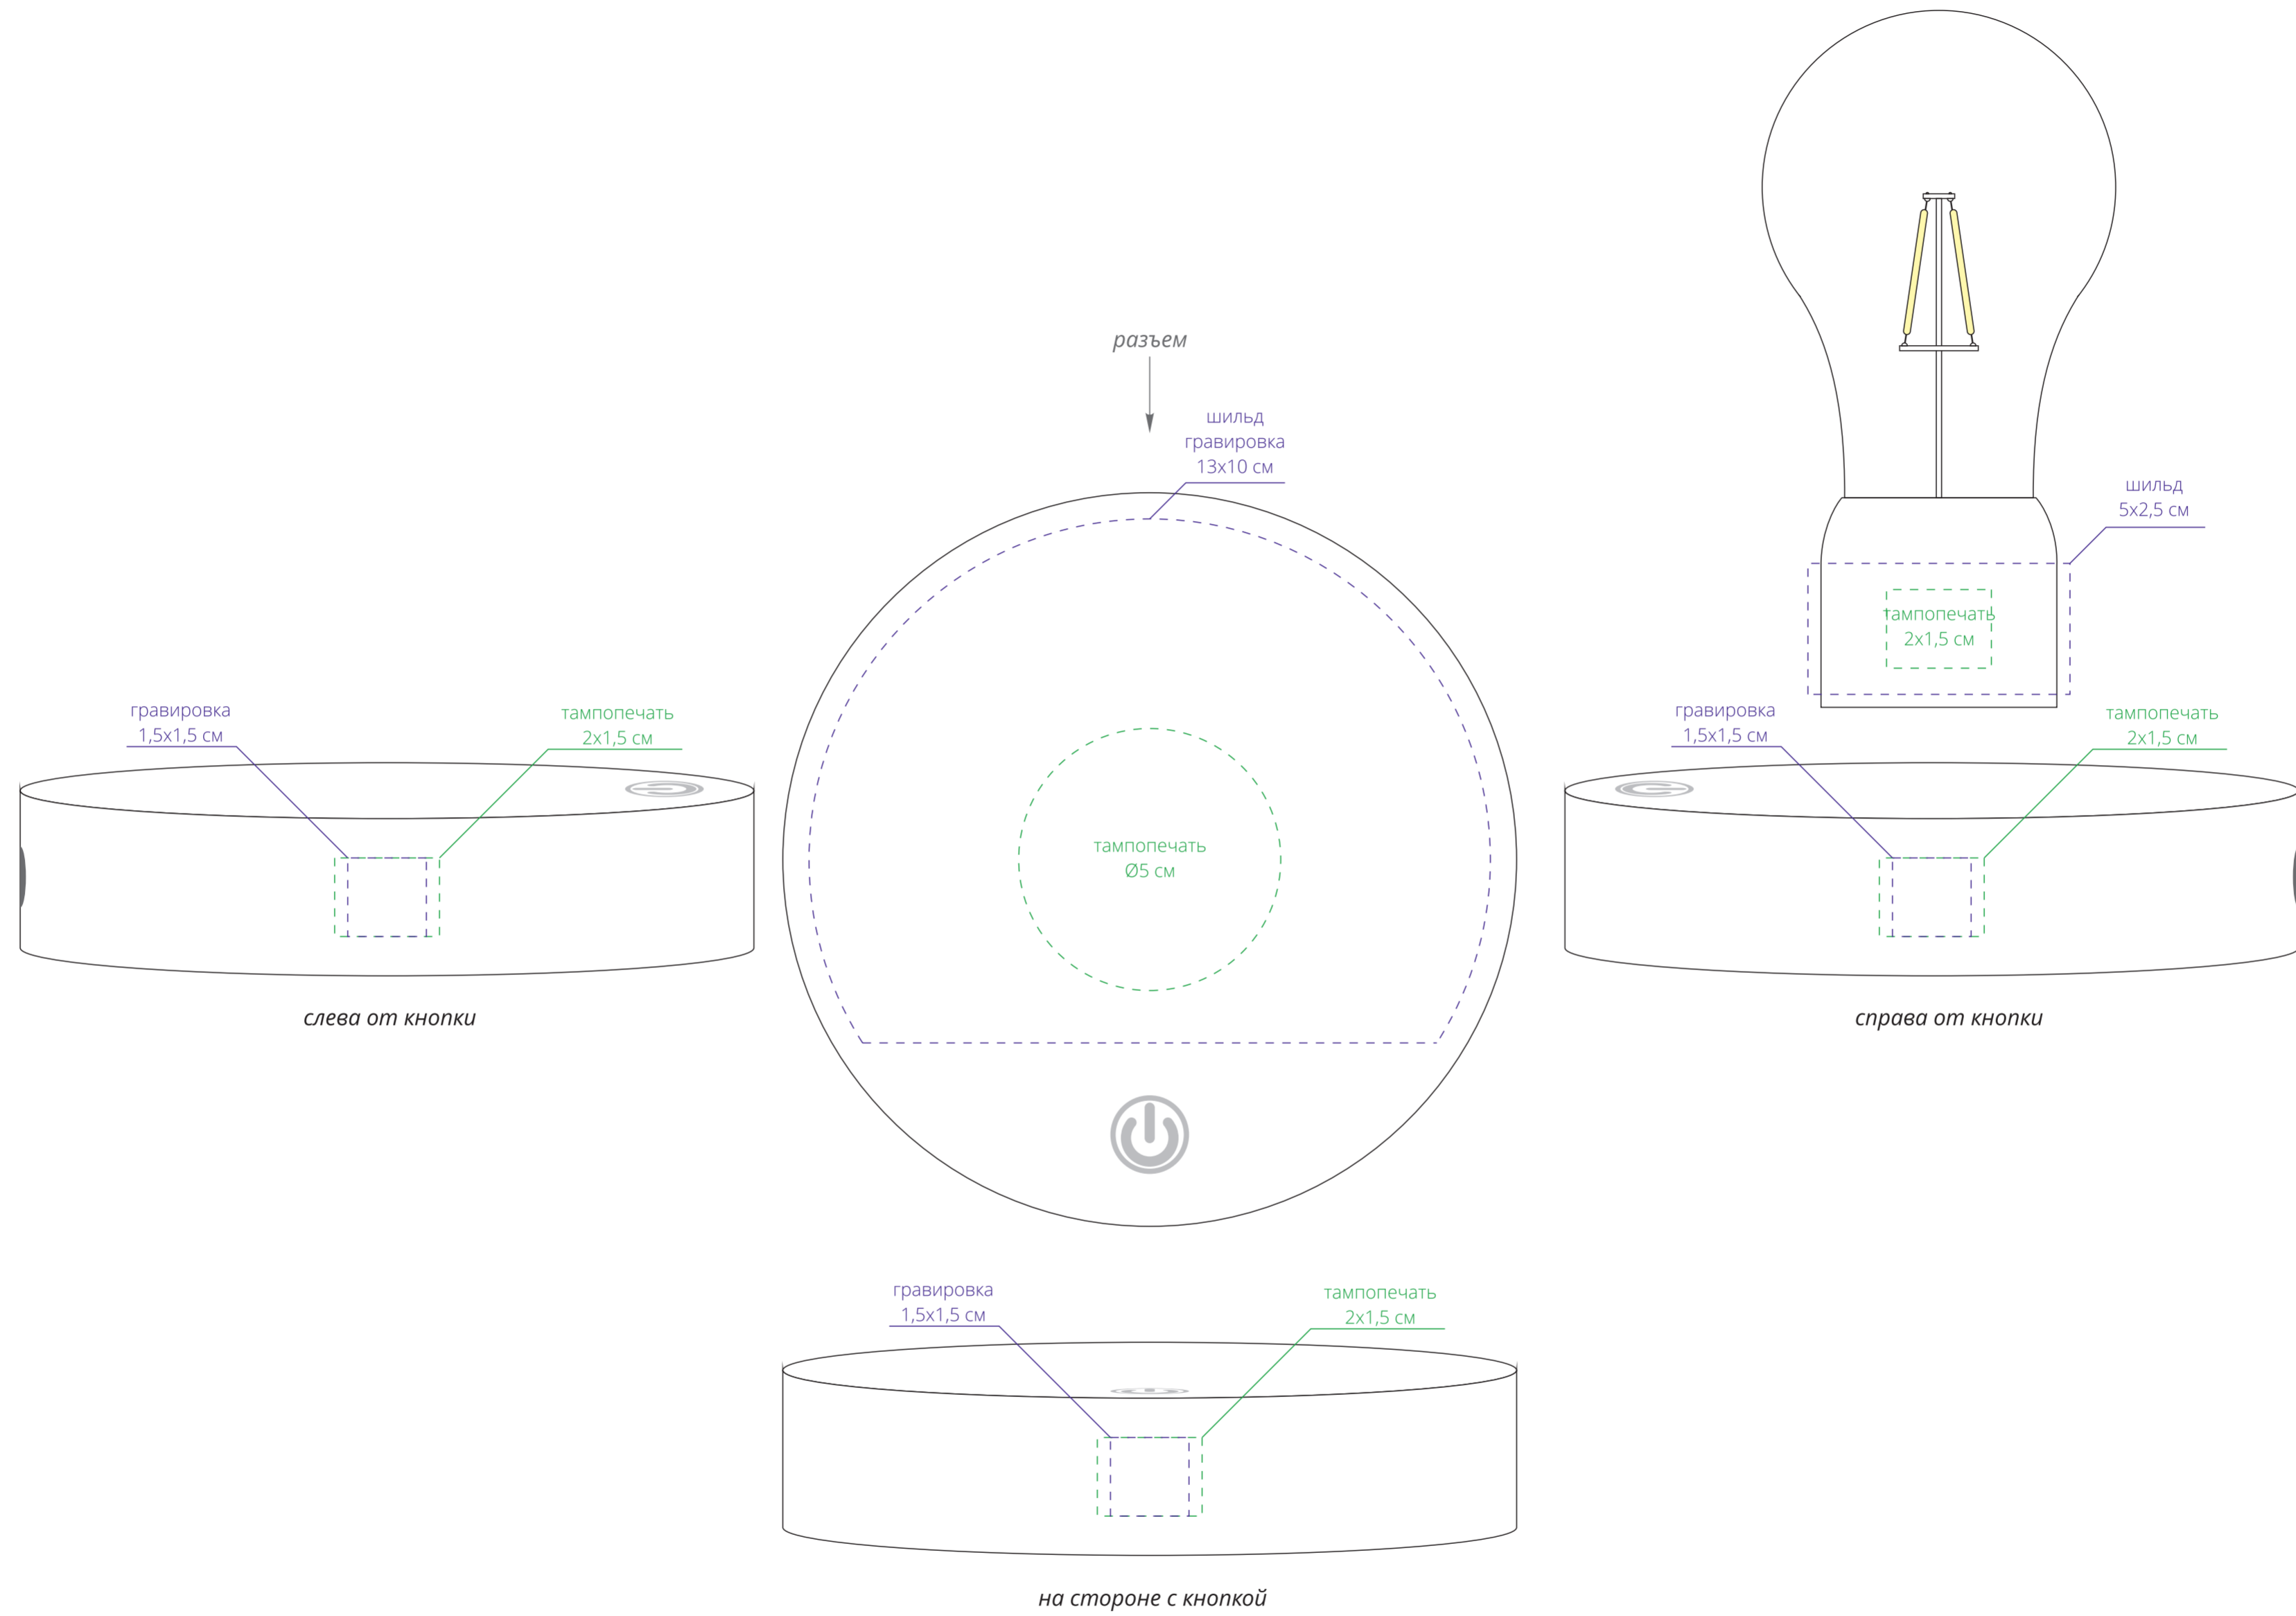 разъем
шильд
гравировка
13х10 см
шильд
5х2,5 см
тампопечать
2х1,5 см
гравировка
1,5х1,5 см
тампопечать
2х1,5 см
гравировка
1,5х1,5 см
тампопечать
2х1,5 см
тампопечать
Ø5 см
слева от кнопки
справа от кнопки
гравировка
1,5х1,5 см
тампопечать
2х1,5 см
на стороне с кнопкой